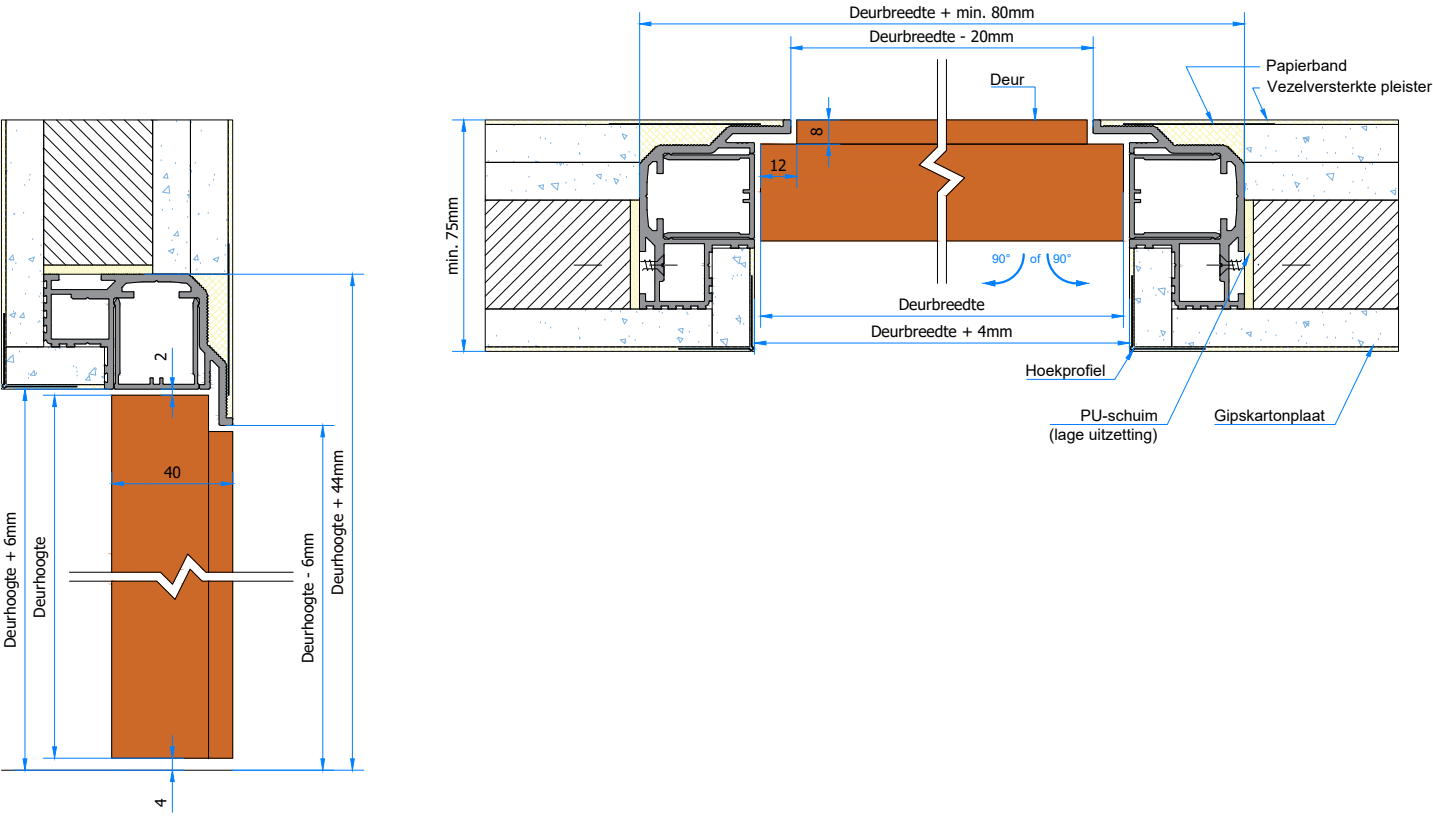 Deurbreedte + min. 80mm
Deurbreedte - 20mm
Papierband
Vezelversterkte pleister
Deur
8
12
min. 75mm
90° of 90°
Deurbreedte
Deurbreedte + 4mm
Hoekprofiel
PU-schuim
(lage uitzetting)
Gipskartonplaat
2
40
Deurhoogte + 6mm
Deurhoogte
Deurhoogte - 6mm
Deurhoogte + 44mm
4